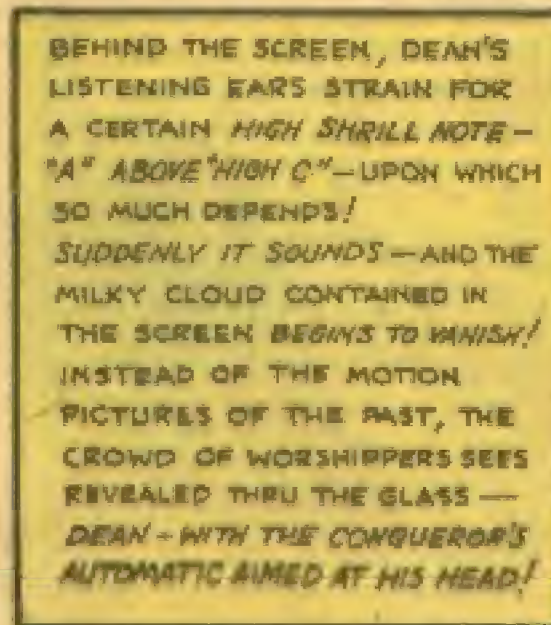 BEHIND THE SCREEN, DEAN'S
LISTENING EARS STRAIN FOR
A CERTAIN HIGH SHRILL NOTE—
"A" ABOVE "HIGH C"—UPON WHICH
SO MUCH DEPENDS!
SUDDENLY IT SOUNDS—AND THE
MILKY CLOUD CONTAINED IN
THE SCREEN BEGINS TO VANISH!
INSTEAD OF THE MOTION
PICTURES OF THE PAST, THE
CROWD OF WORSHIPPERS SEES
REVEALED THRU THE GLASS—
DEAN—WITH THE CONQUEROR'S
AUTOMATIC AIMED AT HIS HEAD!